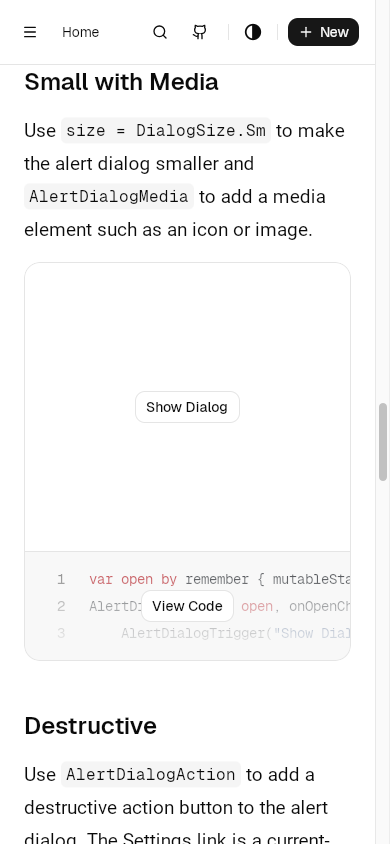 Home
New
Small with Media
Use size = DialogSize.Sm to make
the alert dialog smaller and
AlertDialogMedia to add a media
element such as an icon or image.
Show Dialog
1 var open by remember { mutableSta
2 AlertDi open, onOpenCh
View Code
3 AlertDialogTrigger("Show Dial
Destructive
Use AlertDialogAction to add a
destructive action button to the alert
dialog. The Settings link is a current-